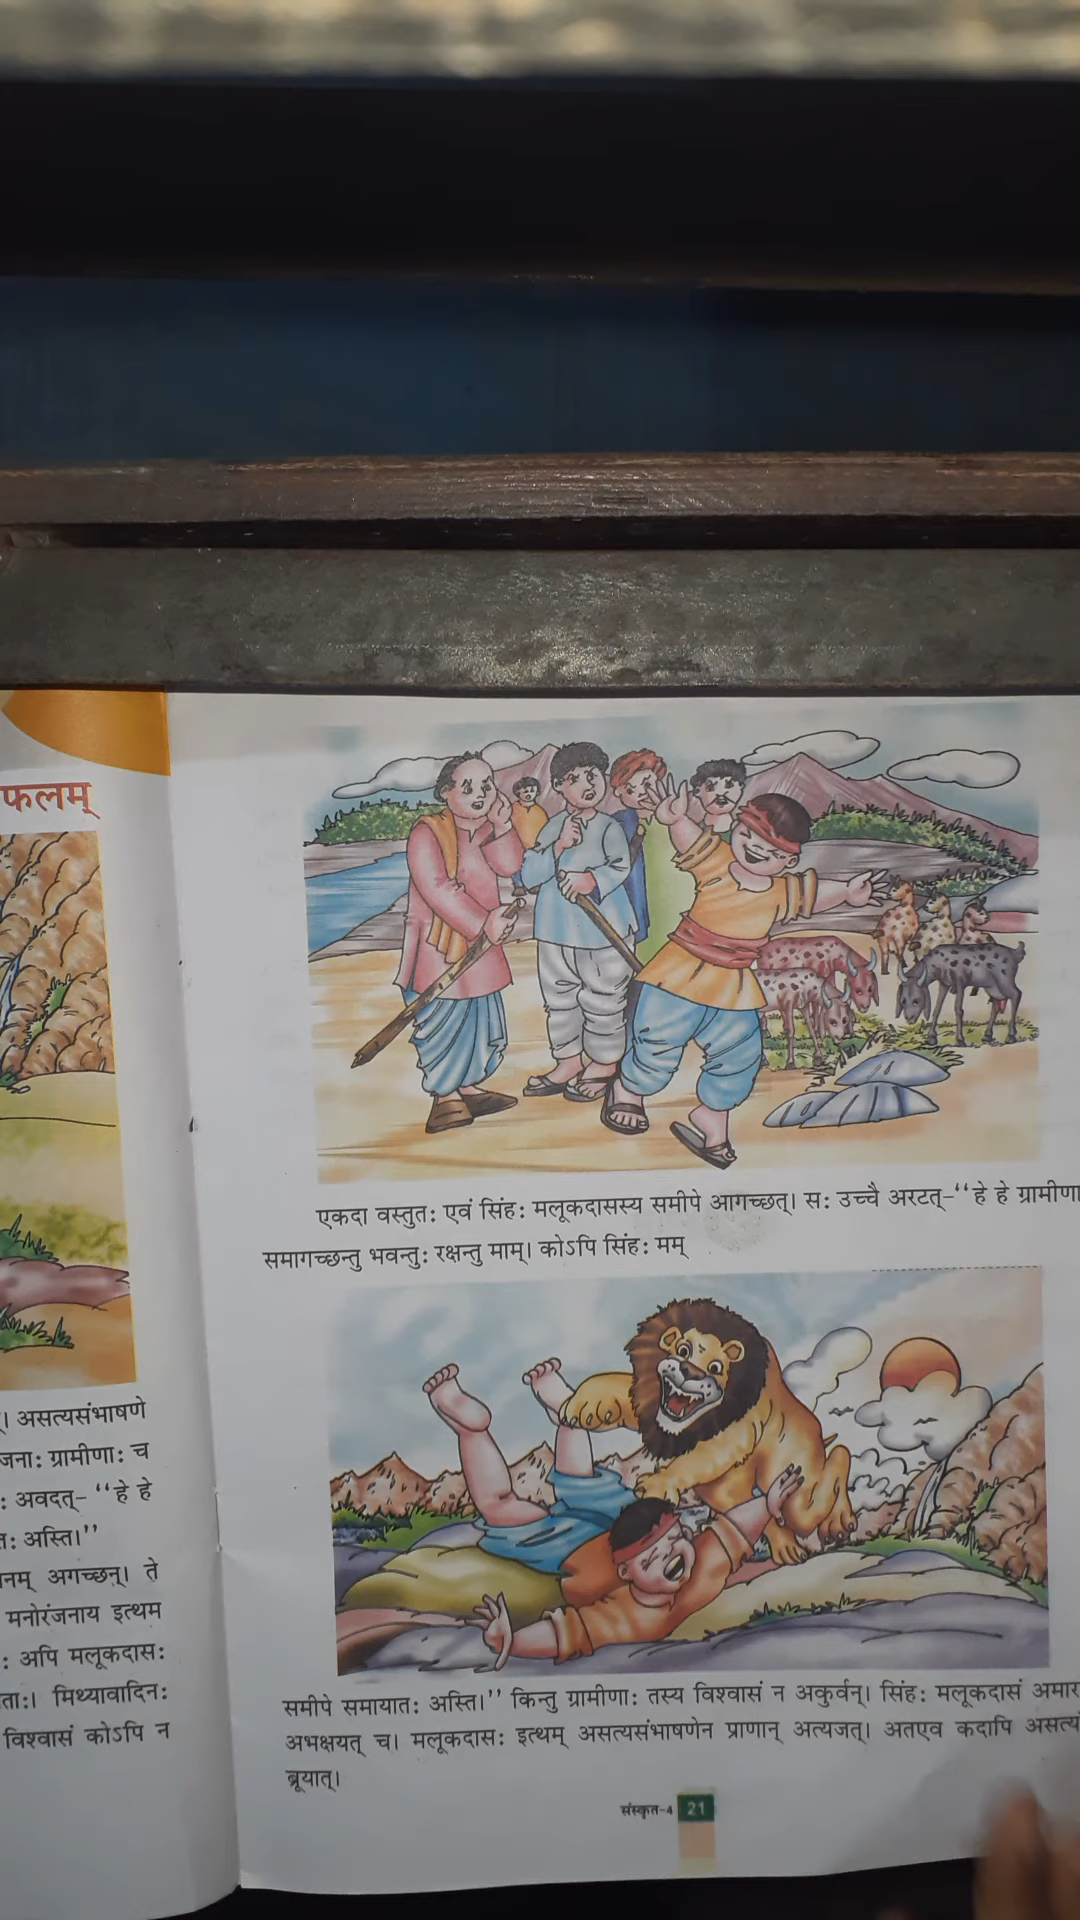 फलम्
असत्यसंभाषणे
ग्रामीणाः च
अवदत्- “हे हे
अस्ति।”
अगच्छन्। ते
मनोरंजनाय इत्थम
: अपि मलूकदासः
मिथ्यावादिनः
विश्वासं कोऽपि न
एकदा वस्तुतः एवं सिंहः मलूकदासस्य समीपे आगच्छत्। सः उच्चै अरटत्-“हे हे ग्रामीणा
समागच्छन्तु भवन्तुः रक्षन्तु माम्। कोऽपि सिंहः मम्
समीपे समायातः अस्ति।” किन्तु ग्रामीणाः तस्य विश्वासं न अकुर्वन्। सिंहः मलूकदासं अमार
अभक्षयत् च। मलूकदासः इत्थम् असत्यसंभाषणेन प्राणान् अत्यजत्। अतएव कदापि असत्यं
ब्रूयात्।
संस्कृत-4 21